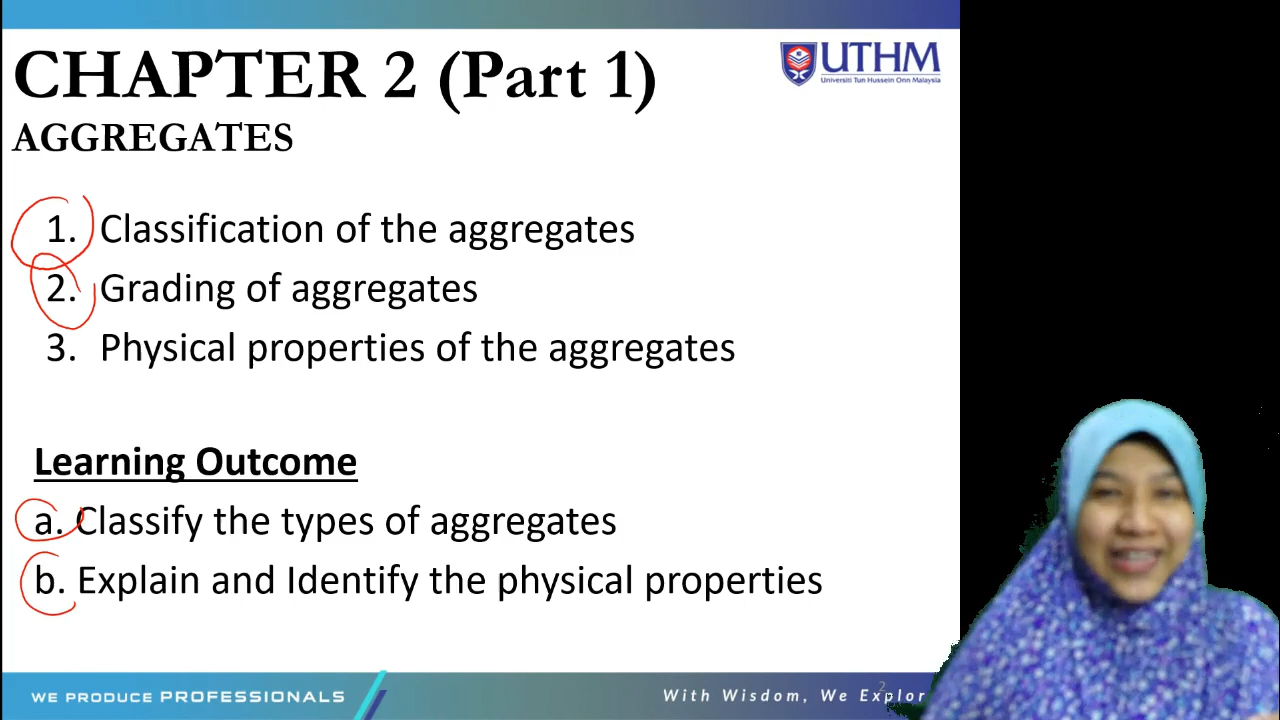 CHAPTER 2 (Part 1)
AGGREGATES
UTHM
Universiti Tun Hussein Onn Malaysia
1. Classification of the aggregates
2. Grading of aggregates
3. Physical properties of the aggregates
Learning Outcome
a. Classify the types of aggregates
b. Explain and Identify the physical properties
WE PRODUCE PROFESSIONALS
With Wisdom, We Explor
2